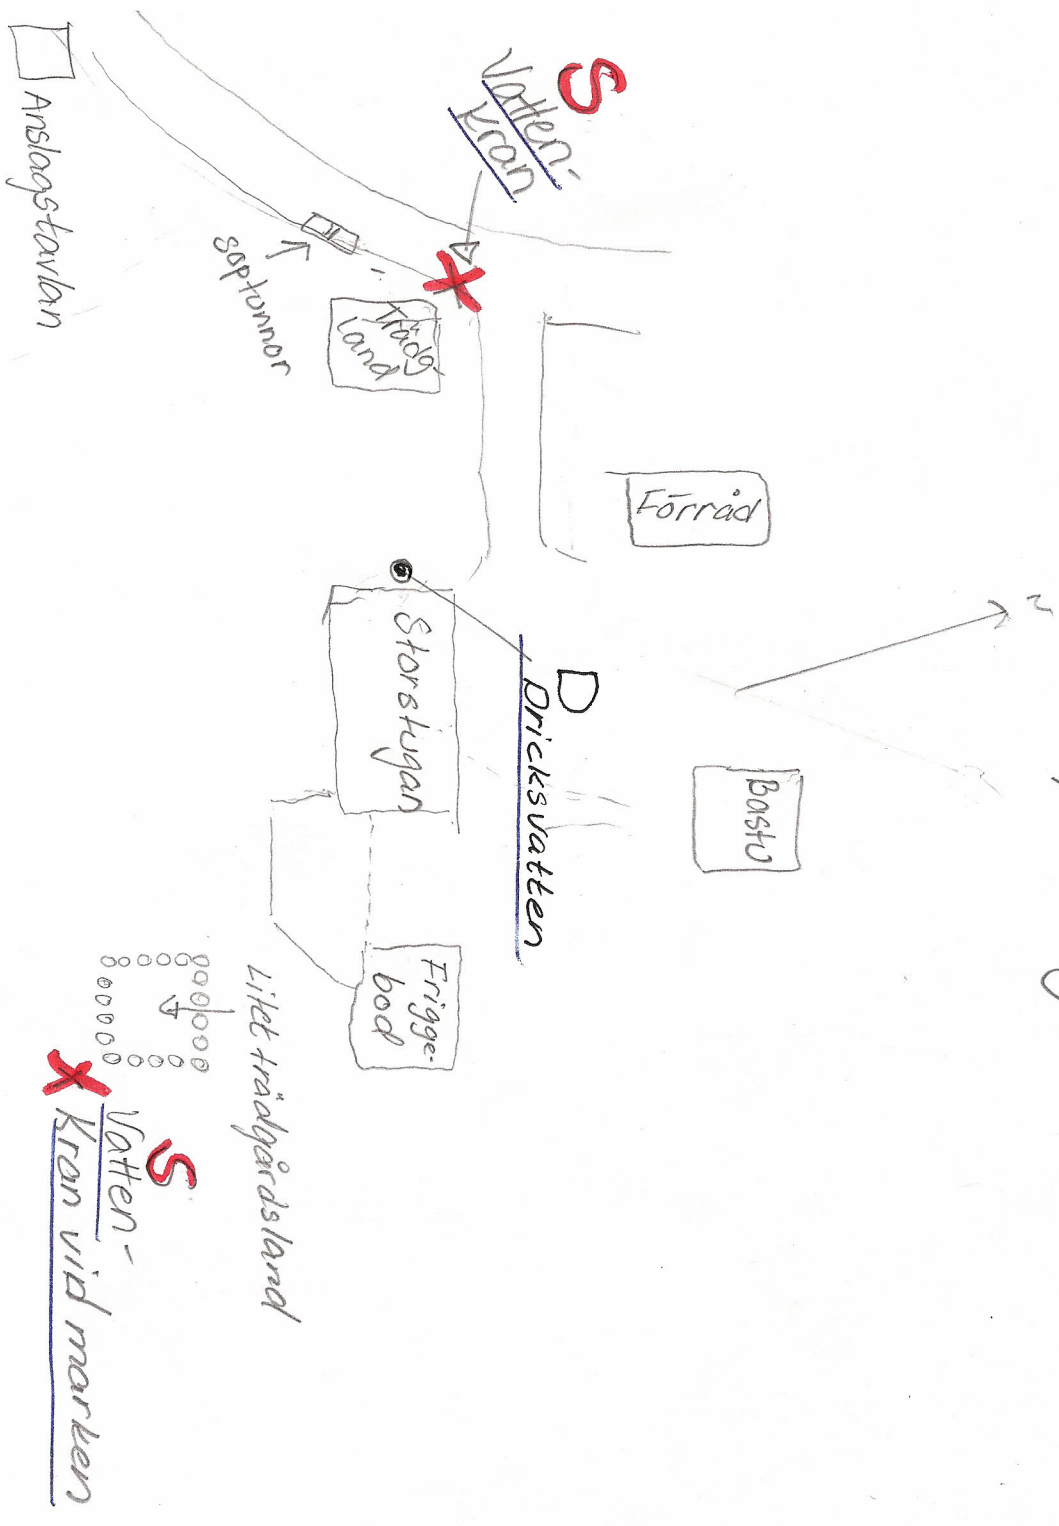 S
Vatten-
kran
Anslagstavlan
soptunnor
Trädg.
land
Förråd
N
Storstugan
D
Dricksvatten
Bastu
Frigge-
bod
Litet trädgårdsland
S
Vatten-
Kran vid marken